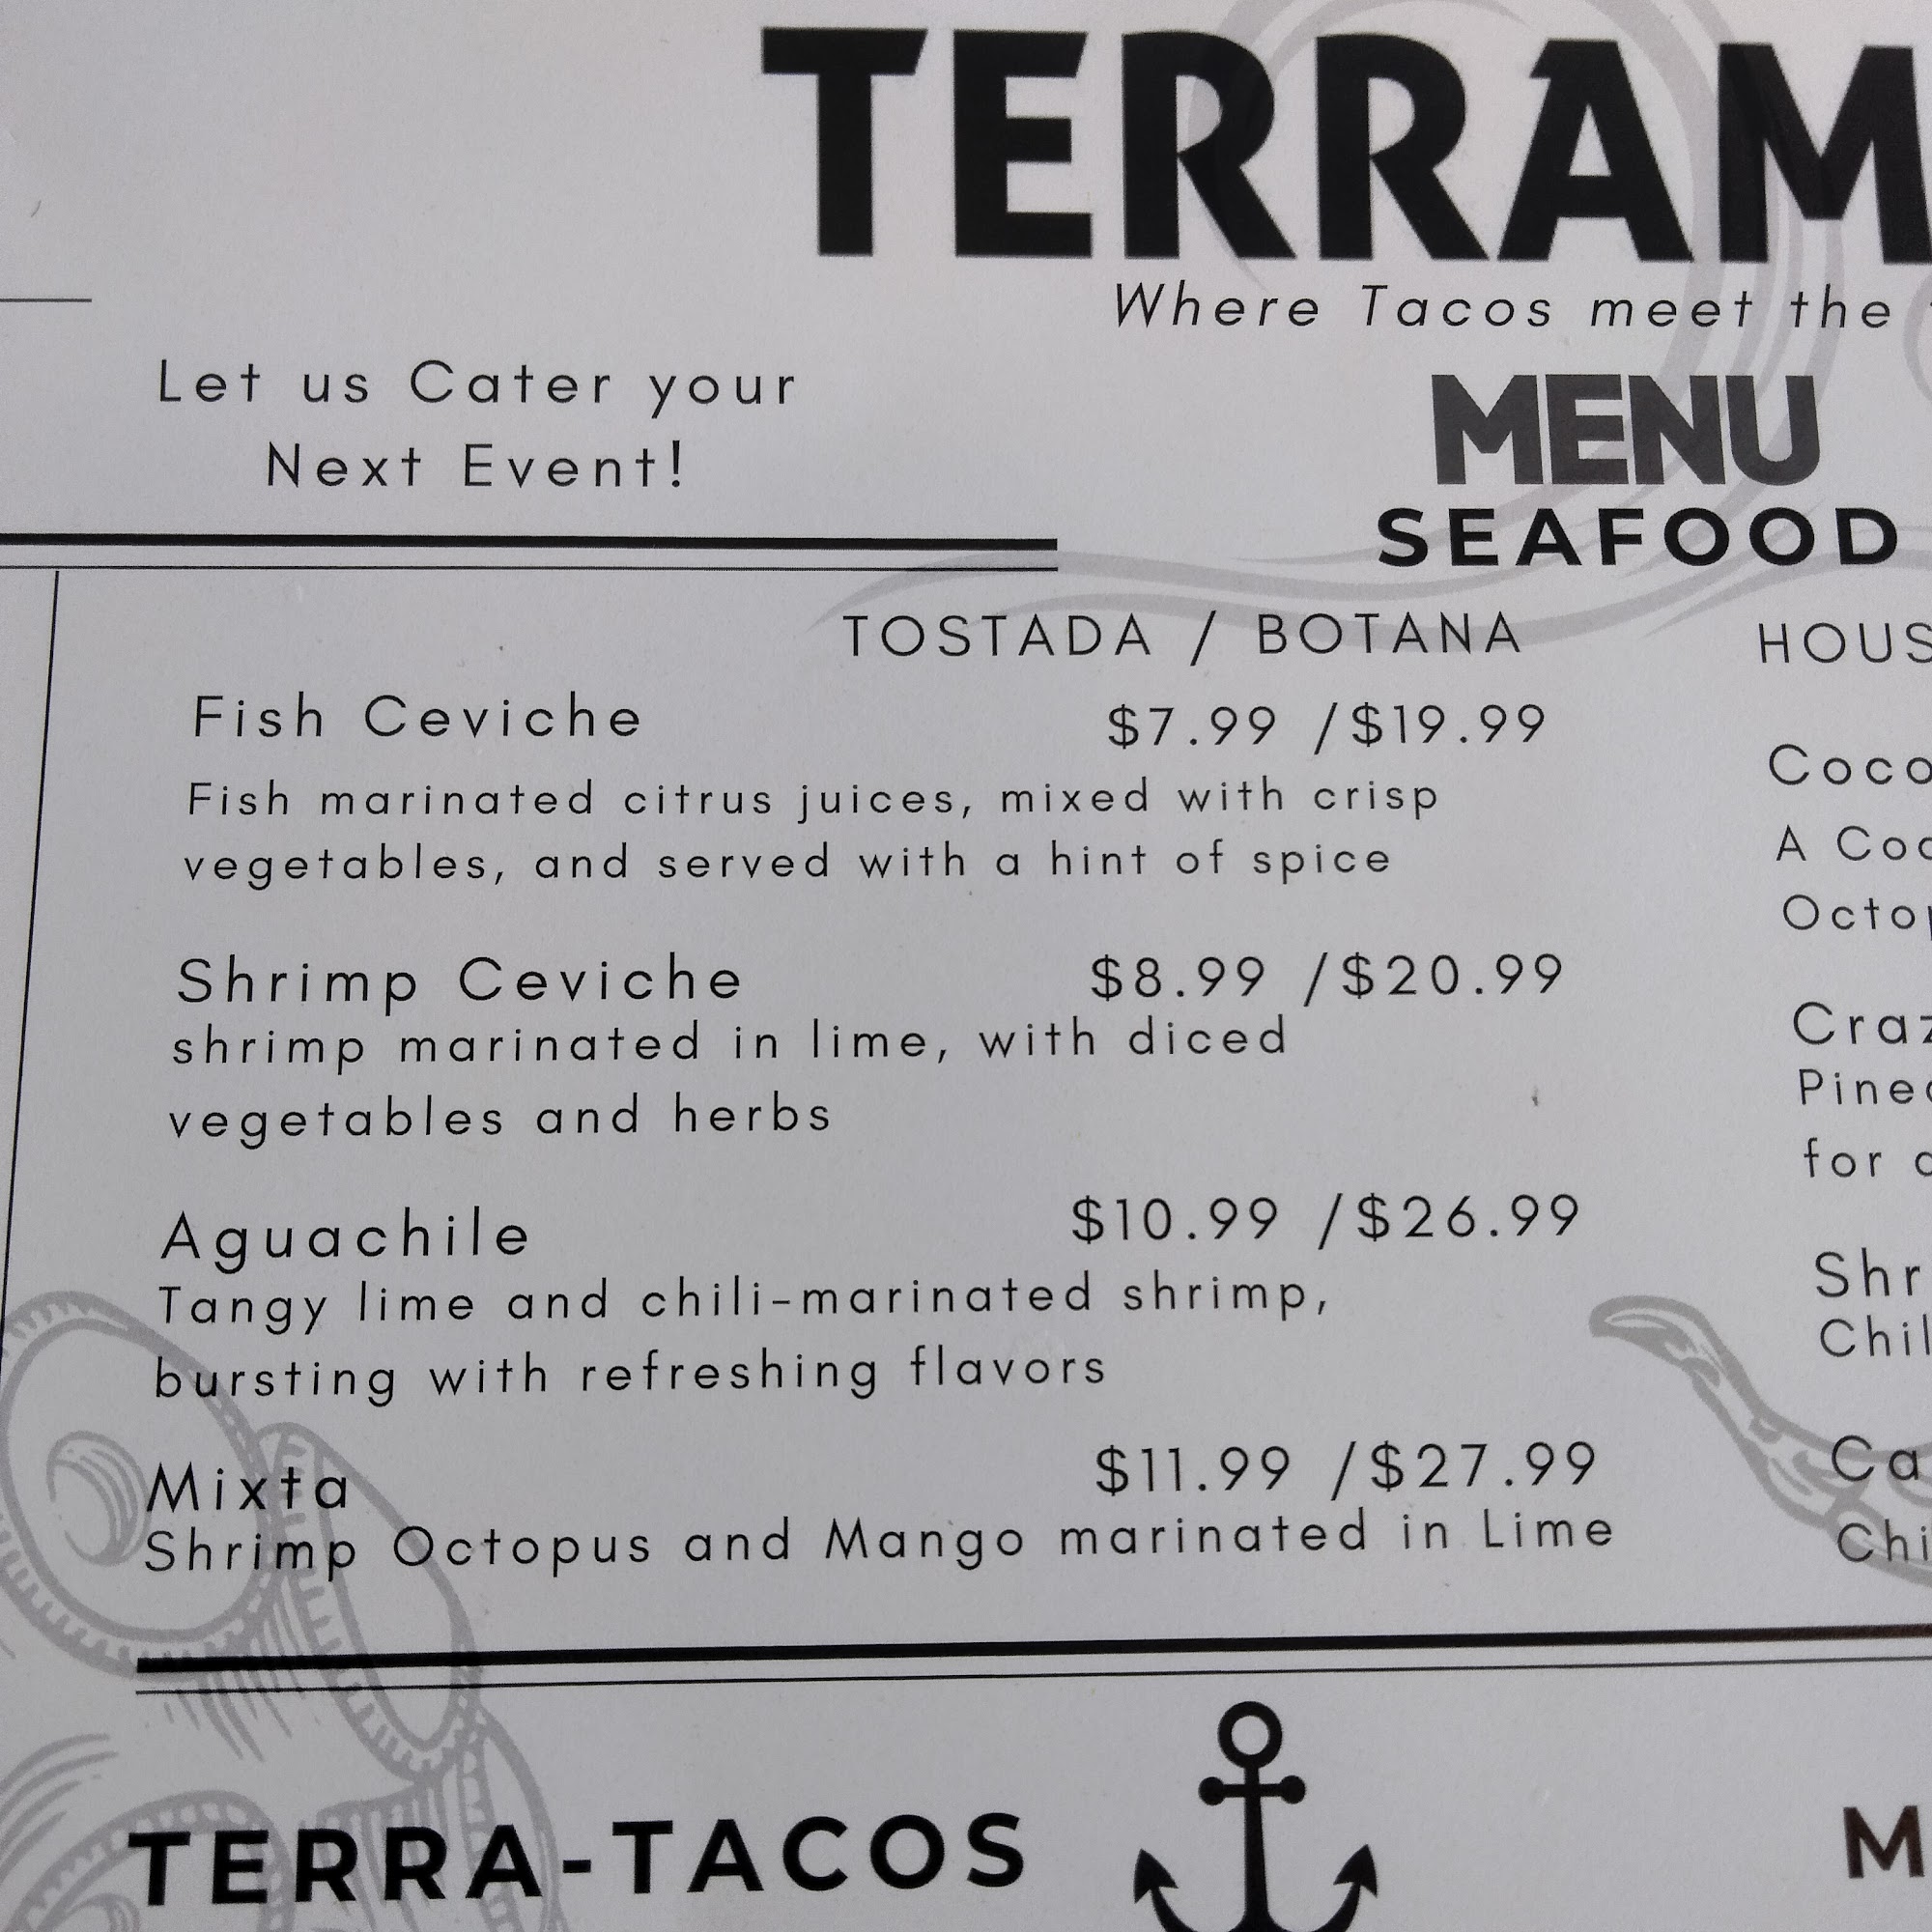 TERRAM
Where Tacos meet the
Let us Cater your
Next Event!
MENU
SEAFOOD
TOSTADA / BOTANA
Fish Ceviche $7.99 /$19.99
Fish marinated citrus juices, mixed with crisp
vegetables, and served with a hint of spice
Shrimp Ceviche $8.99 /$20.99
shrimp marinated in lime, with diced
vegetables and herbs
Aguachile $10.99 /$26.99
Tangy lime and chili-marinated shrimp,
bursting with refreshing flavors
Mixta $11.99 /$27.99
Shrimp Octopus and Mango marinated in Lime
HOUS
Coco
A Coc
Octop
Craz
Pine
for
Shr
Chil
Ca
Chi
TERRA-TACOS
M